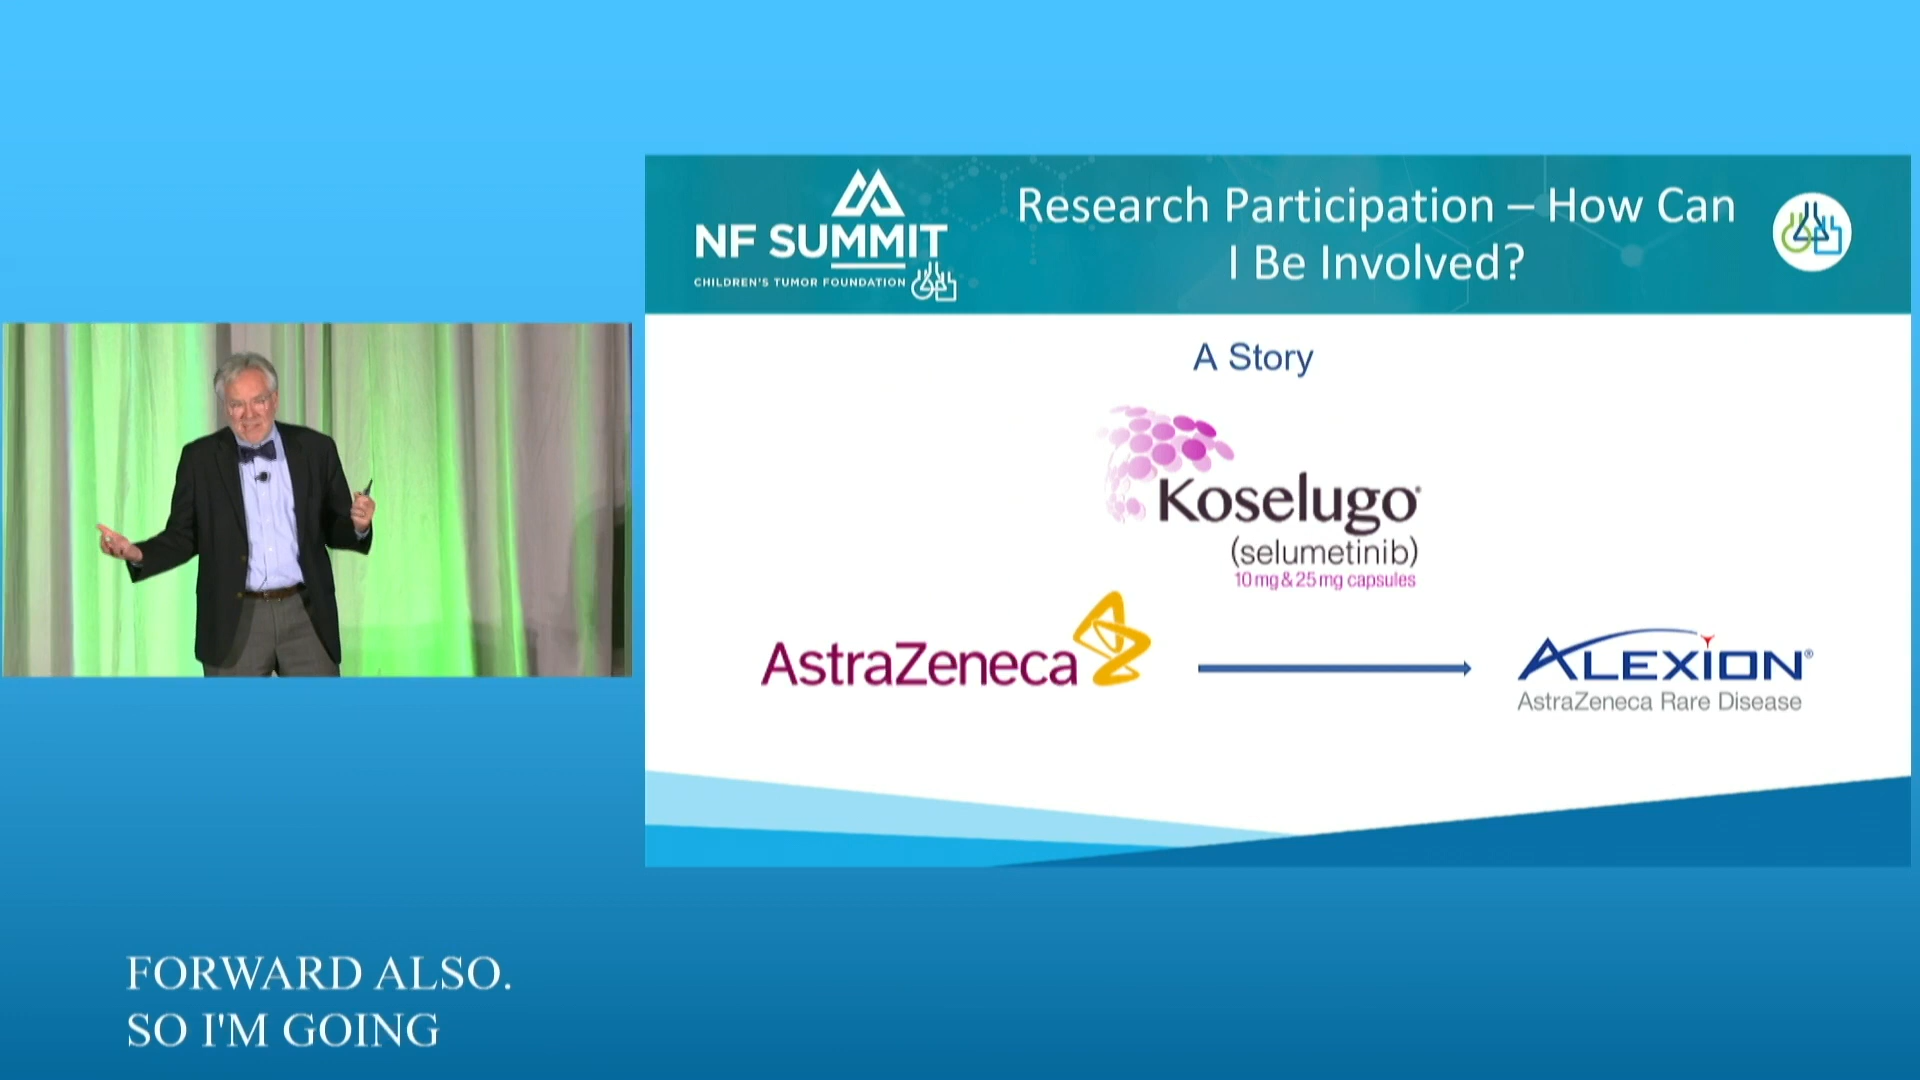 NF SUMMIT
CHILDREN'S TUMOR FOUNDATION
Research Participation – How Can
I Be Involved?
A Story
Koselugo®
(selumetinib)
10 mg & 25 mg capsules
AstraZeneca
ALEXION®
AstraZeneca Rare Disease
FORWARD ALSO.
SO I'M GOING